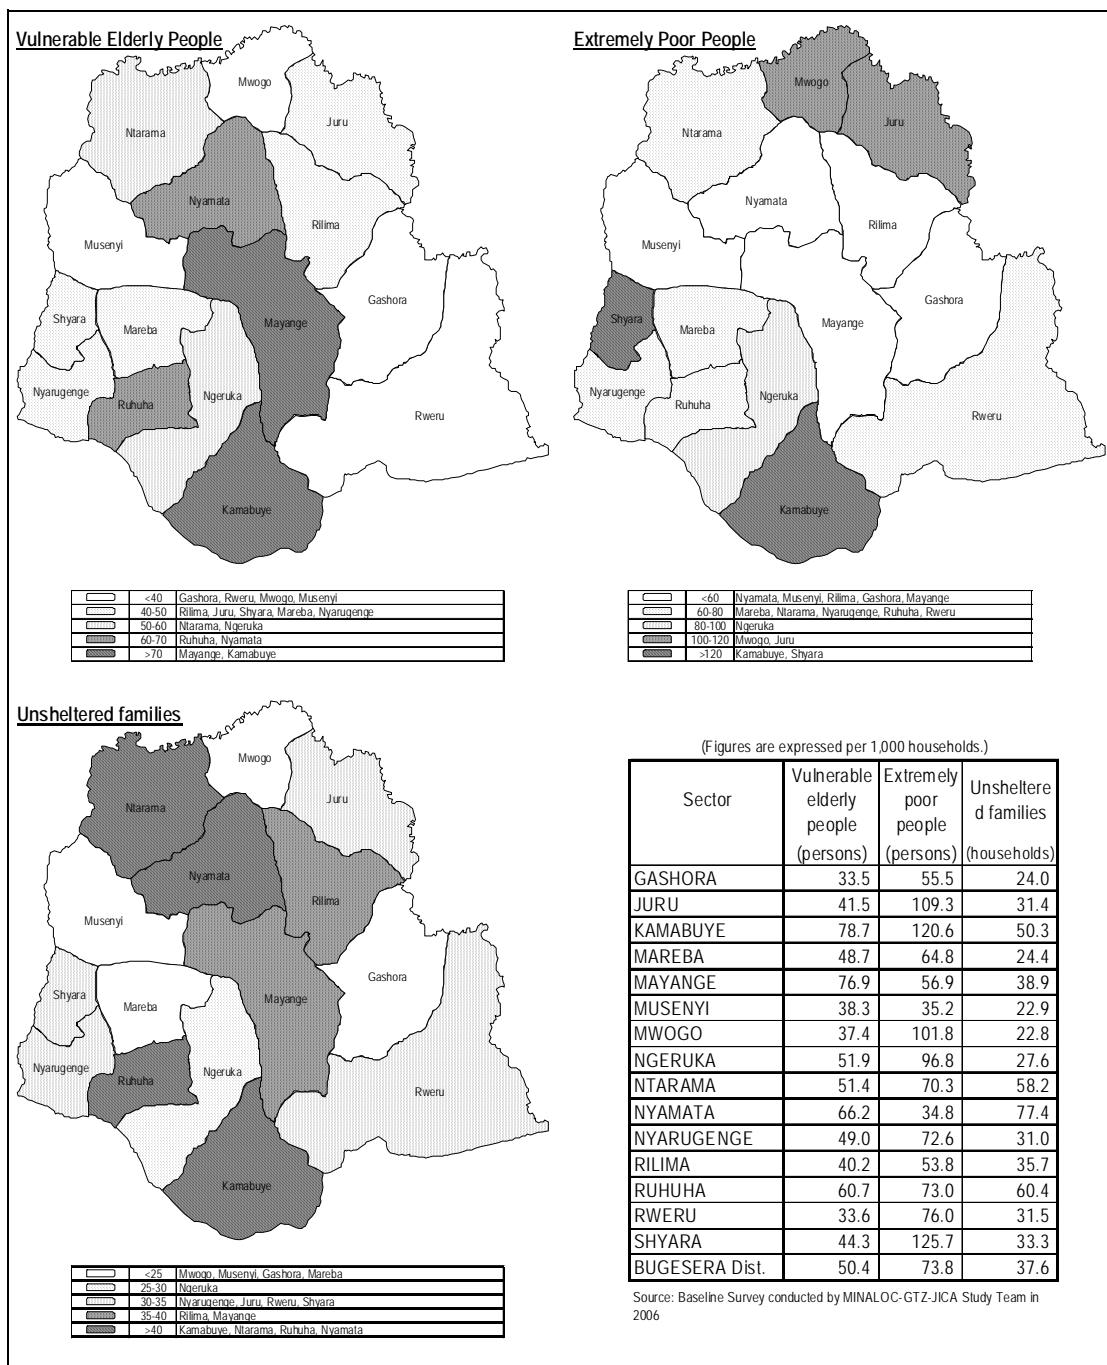 Vulnerable Elderly People
Mwogo
Juru
Ntarama
Nyamata
Rilima
Musenyi
Gashora
Shyara
Mareba
Mayange
Nyarugenge
Ruhuha
Ngeruka
Rweru
Kamabuye
<40 Gashora, Rweru, Mwogo, Musenyi
40-50 Rilima, Juru, Shyara, Mareba, Nyarugenge
50-60 Ntarama, Ngeruka
60-70 Ruhuha, Nyamata
>70 Mayange, Kamabuye
Extremely Poor People
Mwogo
Juru
Ntarama
Nyamata
Rilima
Musenyi
Gashora
Shyara
Mareba
Mayange
Nyarugenge
Ruhuha
Ngeruka
Rweru
Kamabuye
<60 Nyamata, Musenyi, Rilima, Gashora, Mayange
60-80 Mareba, Ntarama, Nyarugenge, Ruhuha, Rweru
80-100 Ngeruka
100-120 Mwogo, Juru
>120 Kamabuye, Shyara
Unsheltered families
Mwogo
Juru
Ntarama
Nyamata
Rilima
Musenyi
Gashora
Shyara
Mareba
Mayange
Nyarugenge
Ruhuha
Ngeruka
Rweru
Kamabuye
<25 Mwogo, Musenyi, Gashora, Mareba
25-30 Ngeruka
30-35 Nyarugenge, Juru, Rweru, Shyara
35-40 Rilima, Mayange
>40 Kamabuye, Ntarama, Ruhuha, Nyamata
(Figures are expressed per 1,000 households.)
Sector
Vulnerable
elderly
people
(persons)
Extremely
poor
people
(persons)
Unsheltere
d families
(households)
GASHORA 33.5 55.5 24.0
JURU 41.5 109.3 31.4
KAMABUYE 78.7 120.6 50.3
MAREBA 48.7 64.8 24.4
MAYANGE 76.9 56.9 38.9
MUSENYI 38.3 35.2 22.9
MWOGO 37.4 101.8 22.8
NGERUKA 51.9 96.8 27.6
NTARAMA 51.4 70.3 58.2
NYAMATA 66.2 34.8 77.4
NYARUGENGE 49.0 72.6 31.0
RILIMA 40.2 53.8 35.7
RUHUHA 60.7 73.0 60.4
RWERU 33.6 76.0 31.5
SHYARA 44.3 125.7 33.3
BUGESERA Dist. 50.4 73.8 37.6
Source: Baseline Survey conducted by MINALOC-GTZ-JICA Study Team in
2006